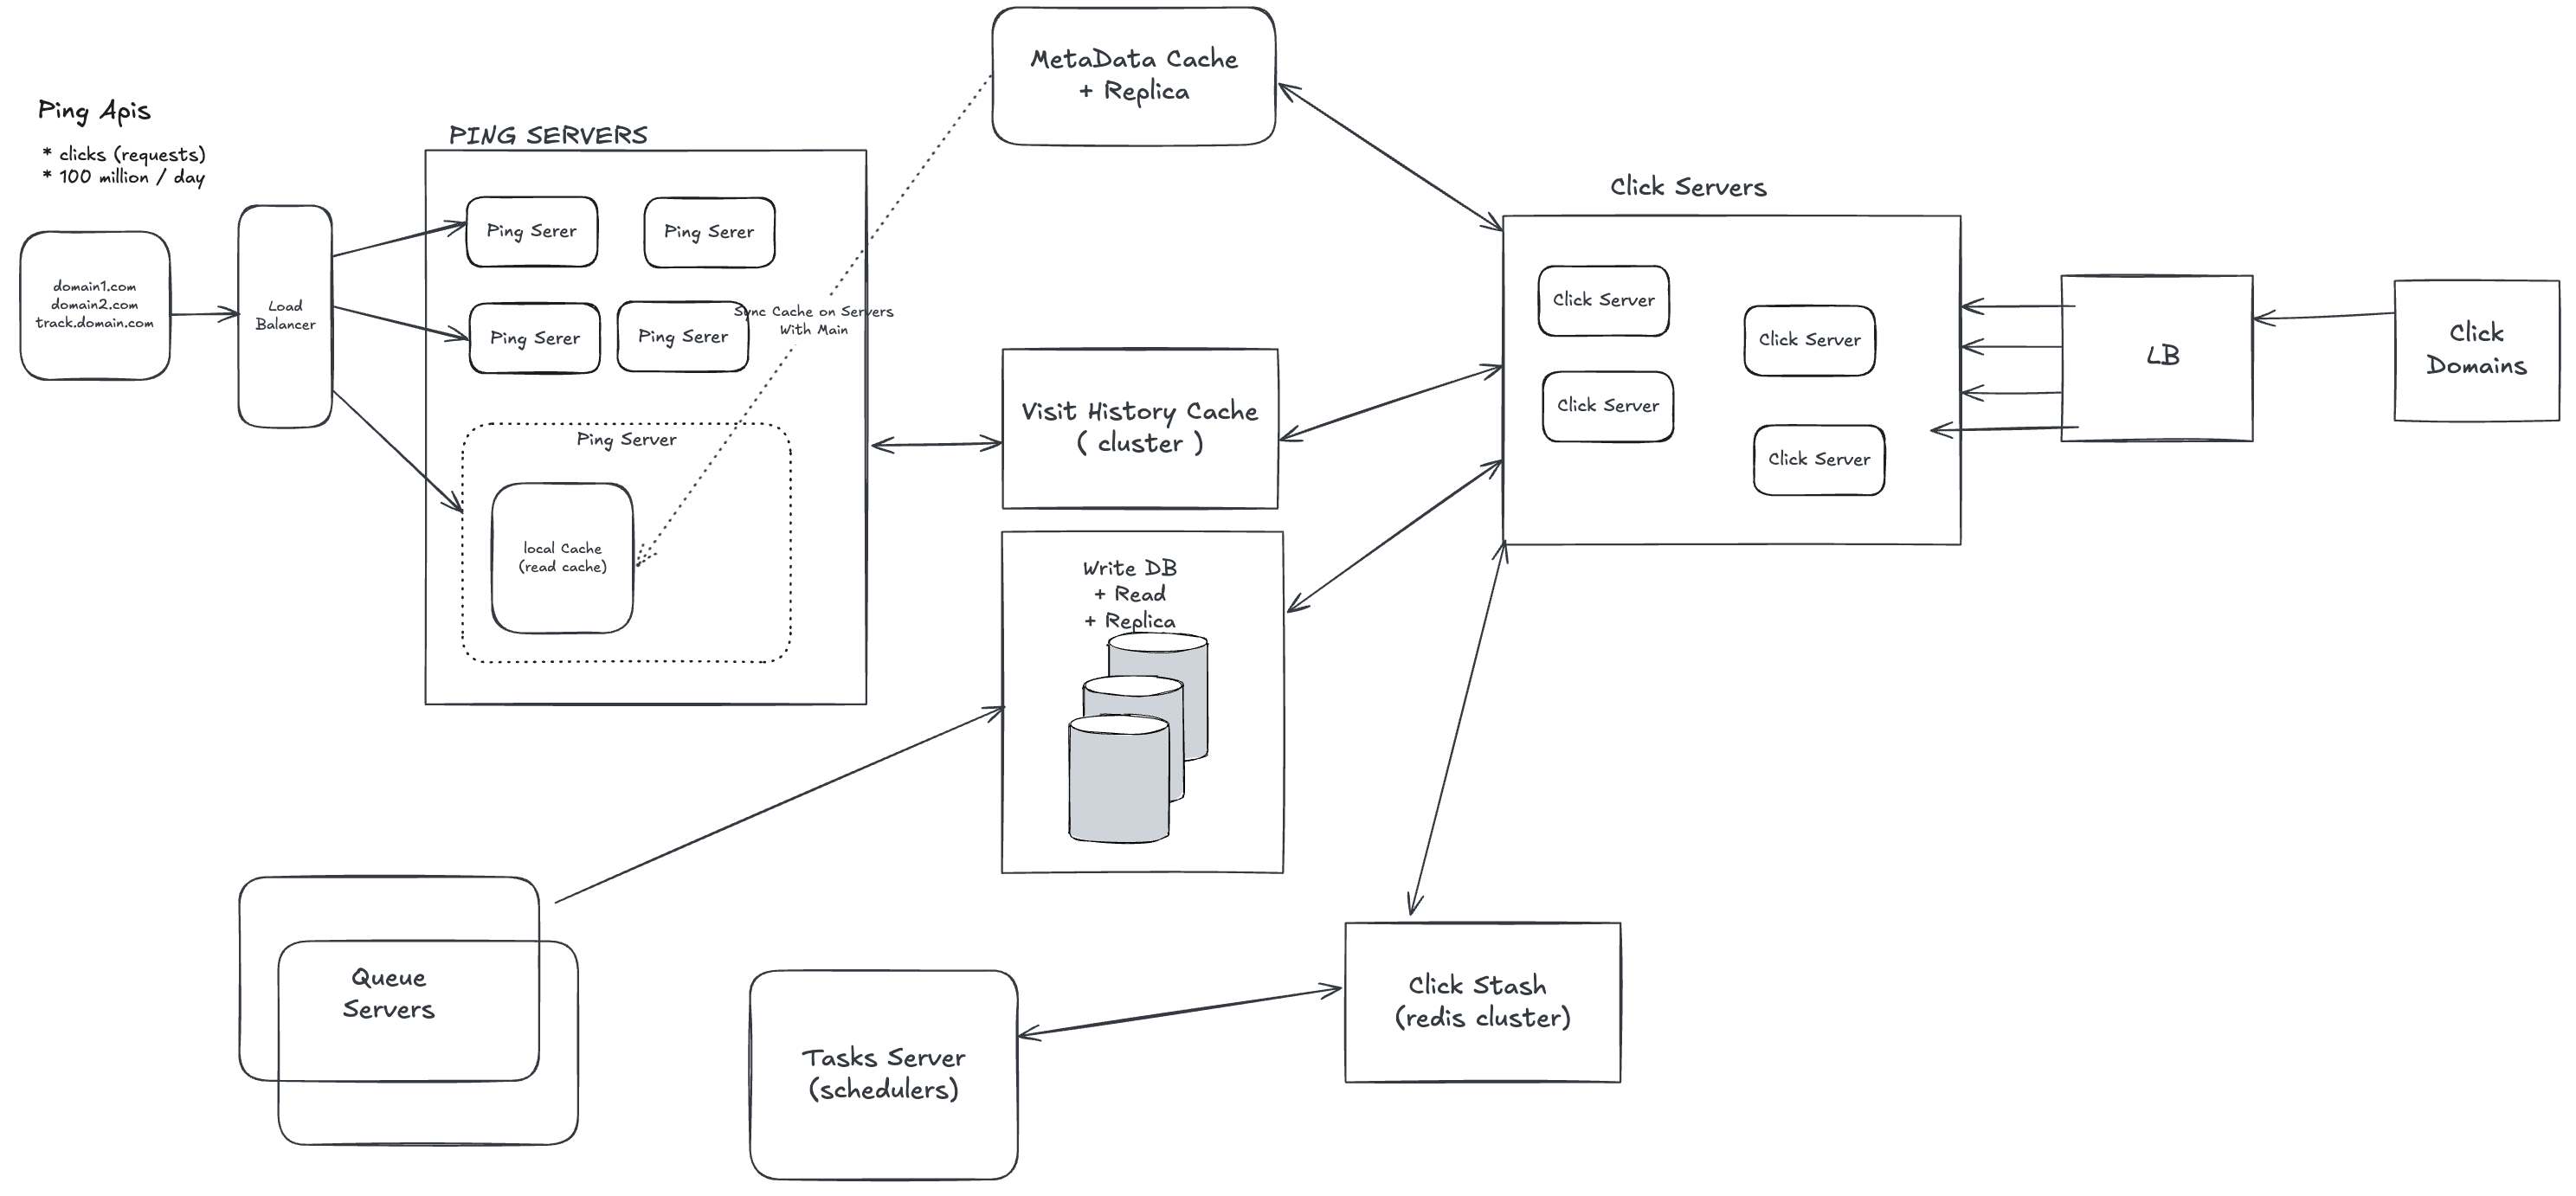 MetaData Cache
+ Replica
Ping Apis
* clicks (requests)
* 100 million / day
PING SERVERS
Click Servers
domain1.com
domain2.com
track.domain.com
Load
Balancer
Ping Serer
Ping Serer
Ping Serer
Ping Serer
Sync Cache on Servers
With Main
Ping Server
local Cache
(read cache)
Visit History Cache
( cluster )
Write DB
+ Read
+ Replica
Click Server
Click Server
Click Server
Click Server
LB
Click
Domains
Queue
Servers
Tasks Server
(schedulers)
Click Stash
(redis cluster)